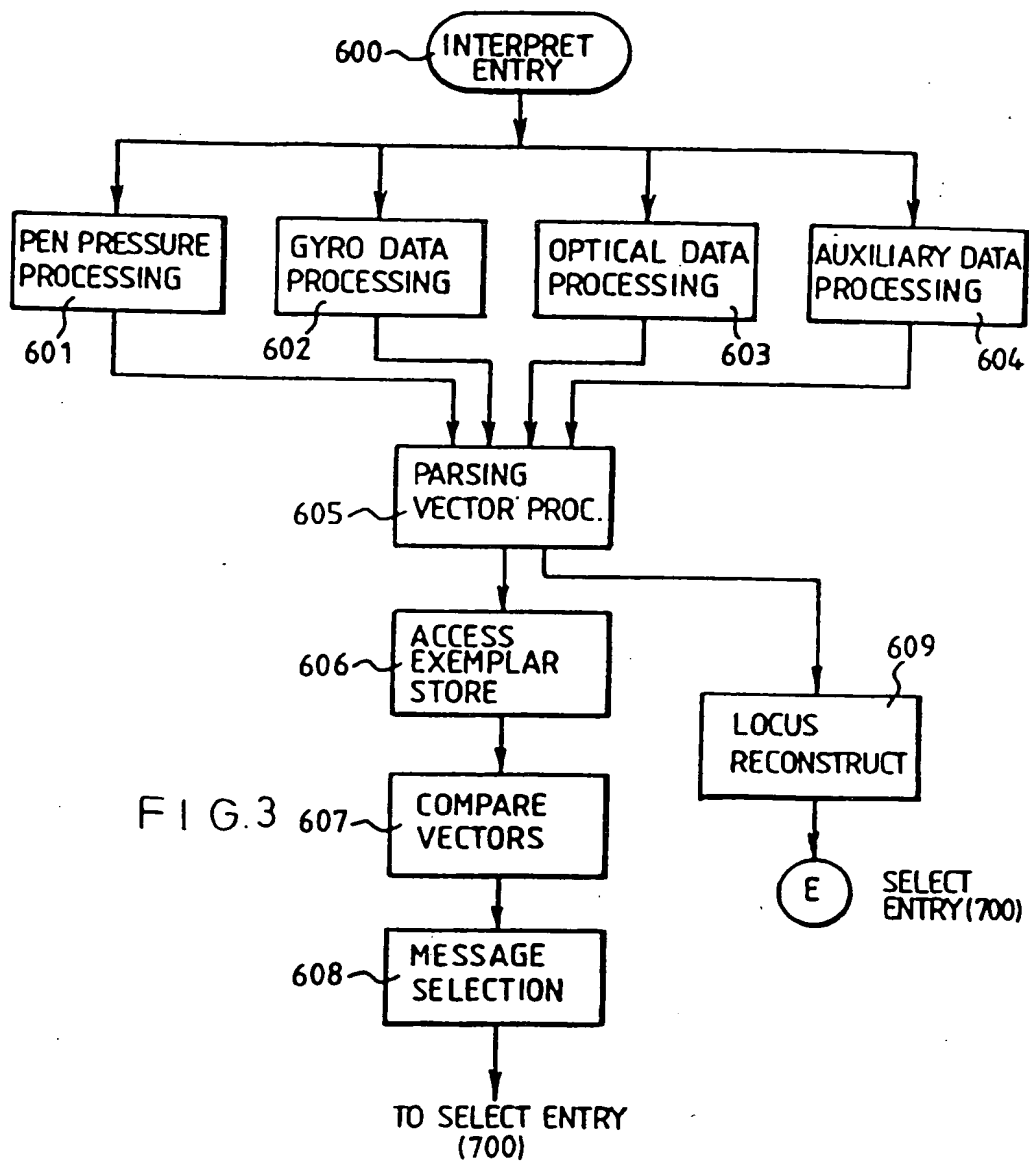 600
INTERPRET
ENTRY
PEN PRESSURE
PROCESSING
601
GYRO DATA
PROCESSING
602
OPTICAL DATA
PROCESSING
603
AUXILIARY DATA
PROCESSING
604
PARSING
VECTOR PROC.
605
ACCESS
EXEMPLAR
STORE
606
609
LOCUS
RECONSTRUCT
FIG.3
607
COMPARE
VECTORS
E
SELECT
ENTRY(700)
608
MESSAGE
SELECTION
TO SELECT ENTRY
(700)